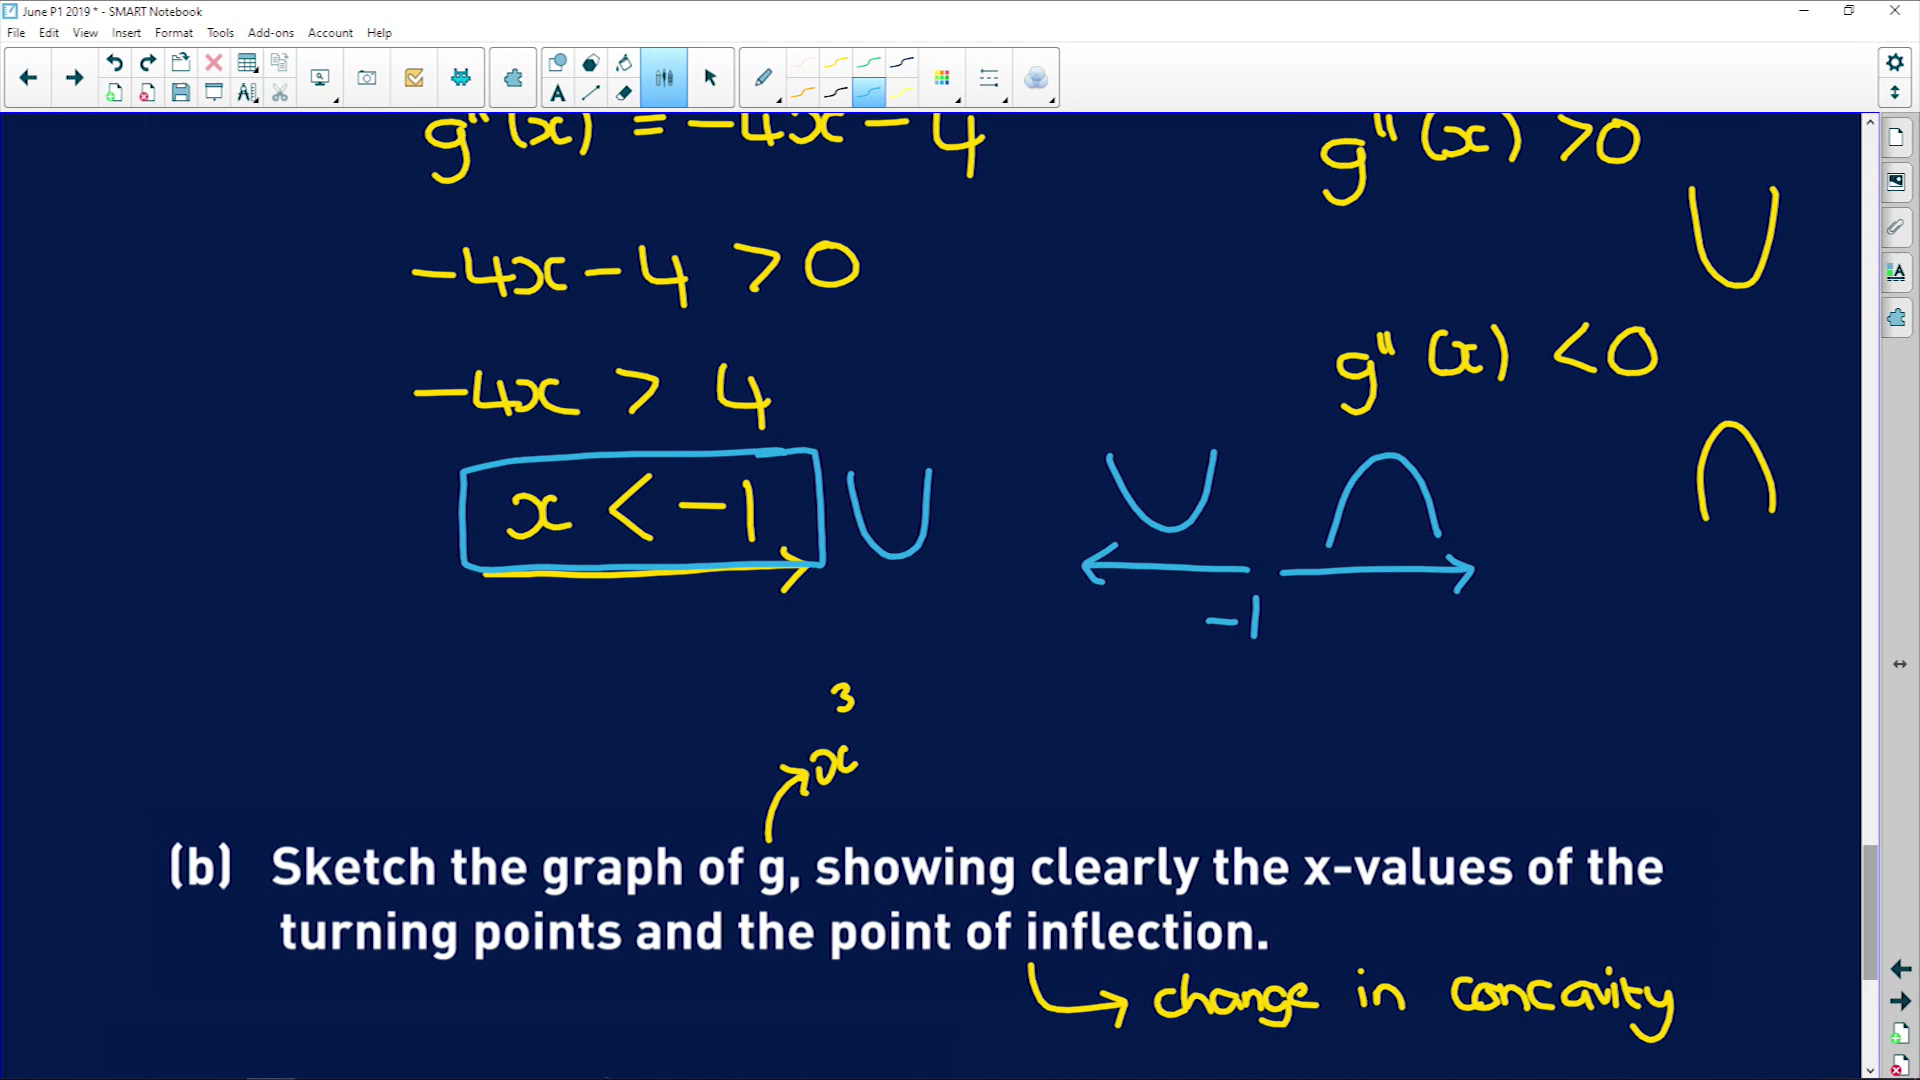 June P1 2019 * - SMART Notebook
File Edit View Insert Format Tools Add-ons Account Help
g"(x) = -4x - 4
g"(x) >0
-4x - 4 >0
g"(x) <0
-4x > 4
x < -1
-1
3
x
(b) Sketch the graph of g, showing clearly the x-values of the
turning points and the point of inflection.
change in concavity